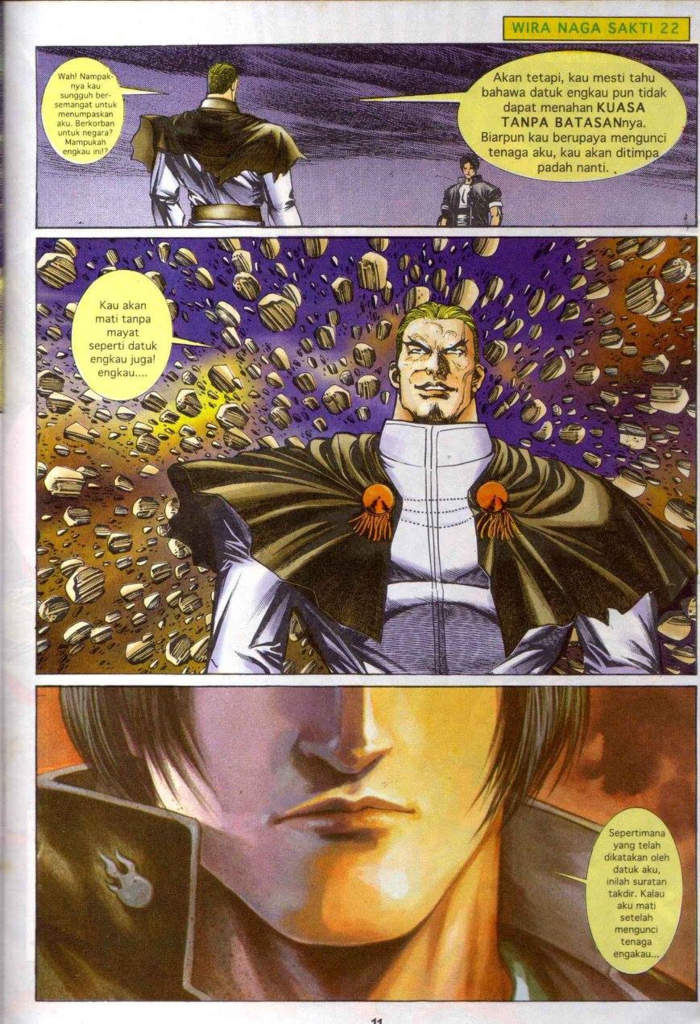 WIRA NAGA SAKTI 22
Wah! Nampak-
nya kau
sungguh ber-
semangat untuk
menumpaskan
aku. Berkorban
untuk negara?
Mampukah
engkau ini!?
Akan tetapi, kau mesti tahu
bahawa datuk engkau pun tidak
dapat menahan KUASA
TANPA BATASANnya.
Biarpun kau berupaya mengunci
tenaga aku, kau akan ditimpa
padah nanti.
Kau akan
mati tanpa
mayat
seperti datuk
engkau juga!
engkau....
Sepertimana
yang telah
dikatakan oleh
datuk aku,
inilah suratan
takdir. Kalau
aku mati
setelah
mengunci
tenaga
engakau...
11